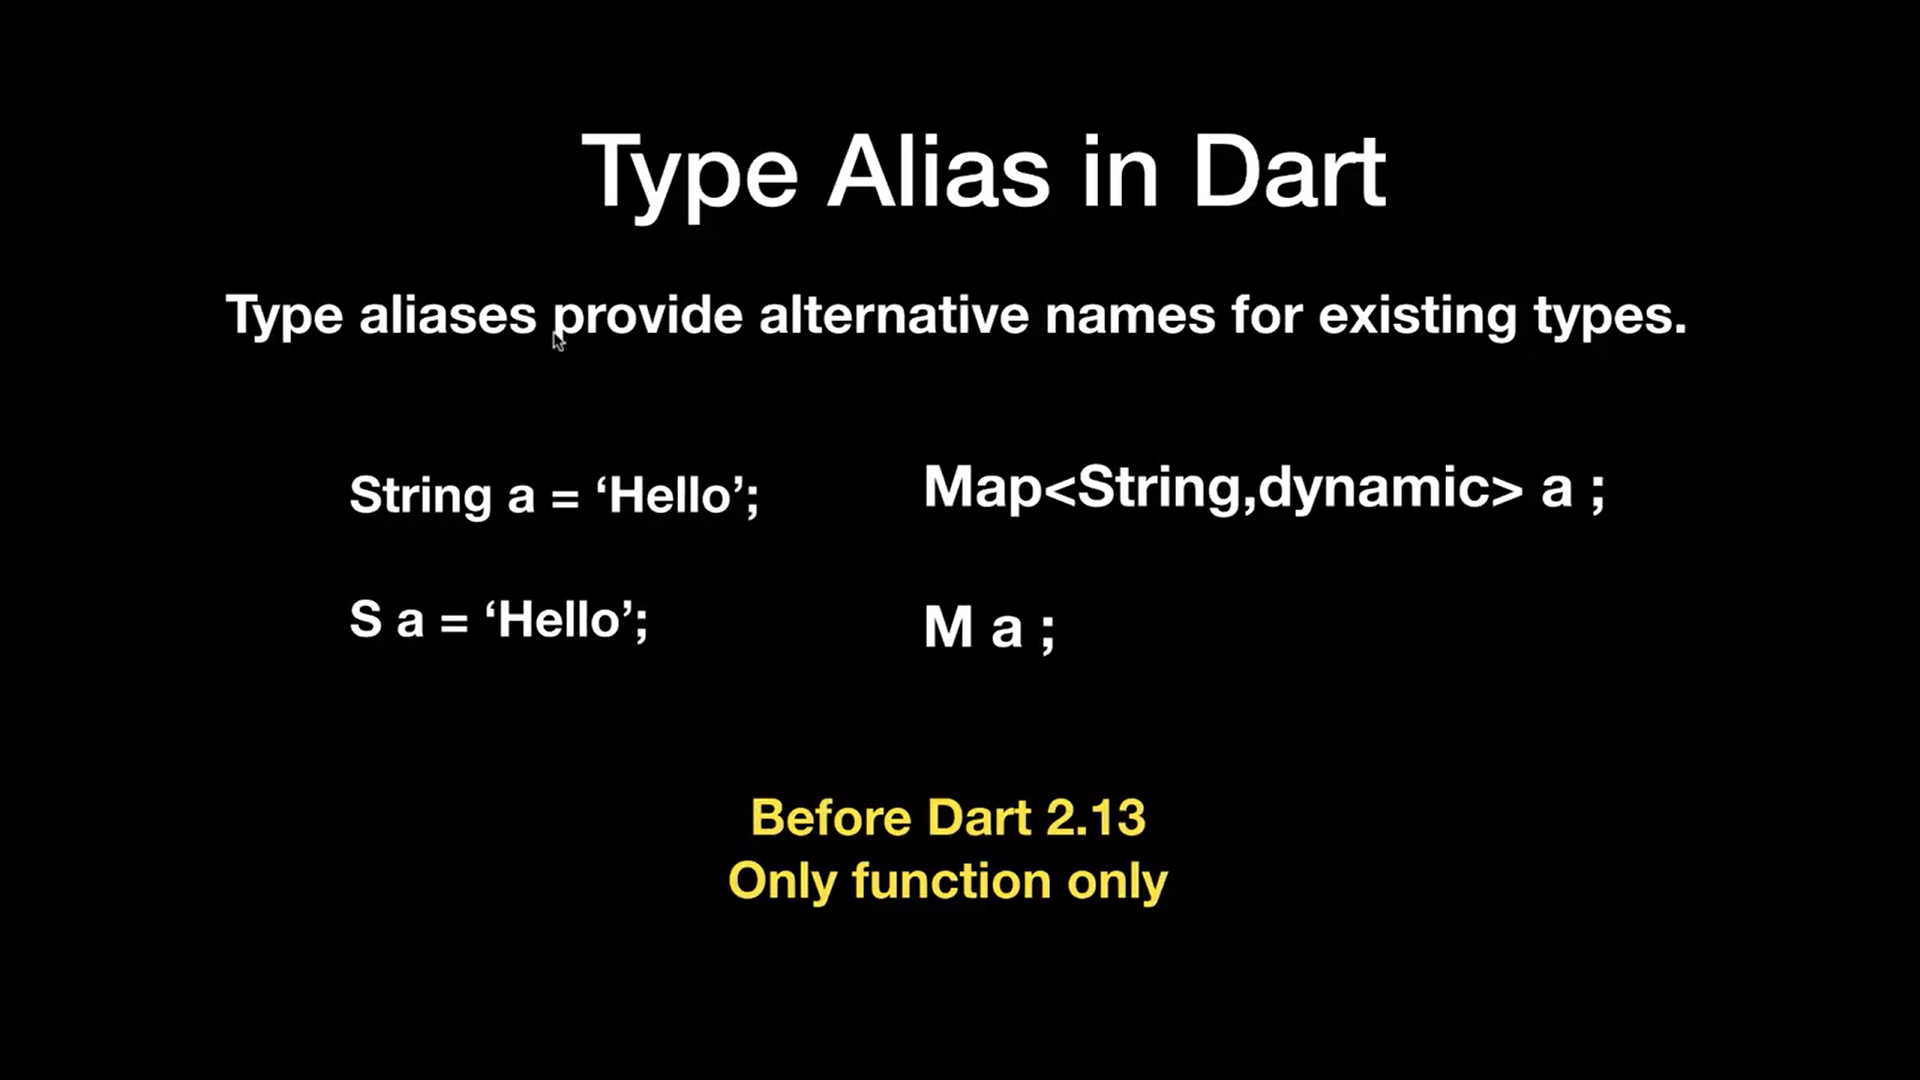 Type Alias in Dart
Type aliases provide alternative names for existing types.
String a = ‘Hello’;
Map<String,dynamic> a ;
S a = ‘Hello’;
M a ;
Before Dart 2.13
Only function only